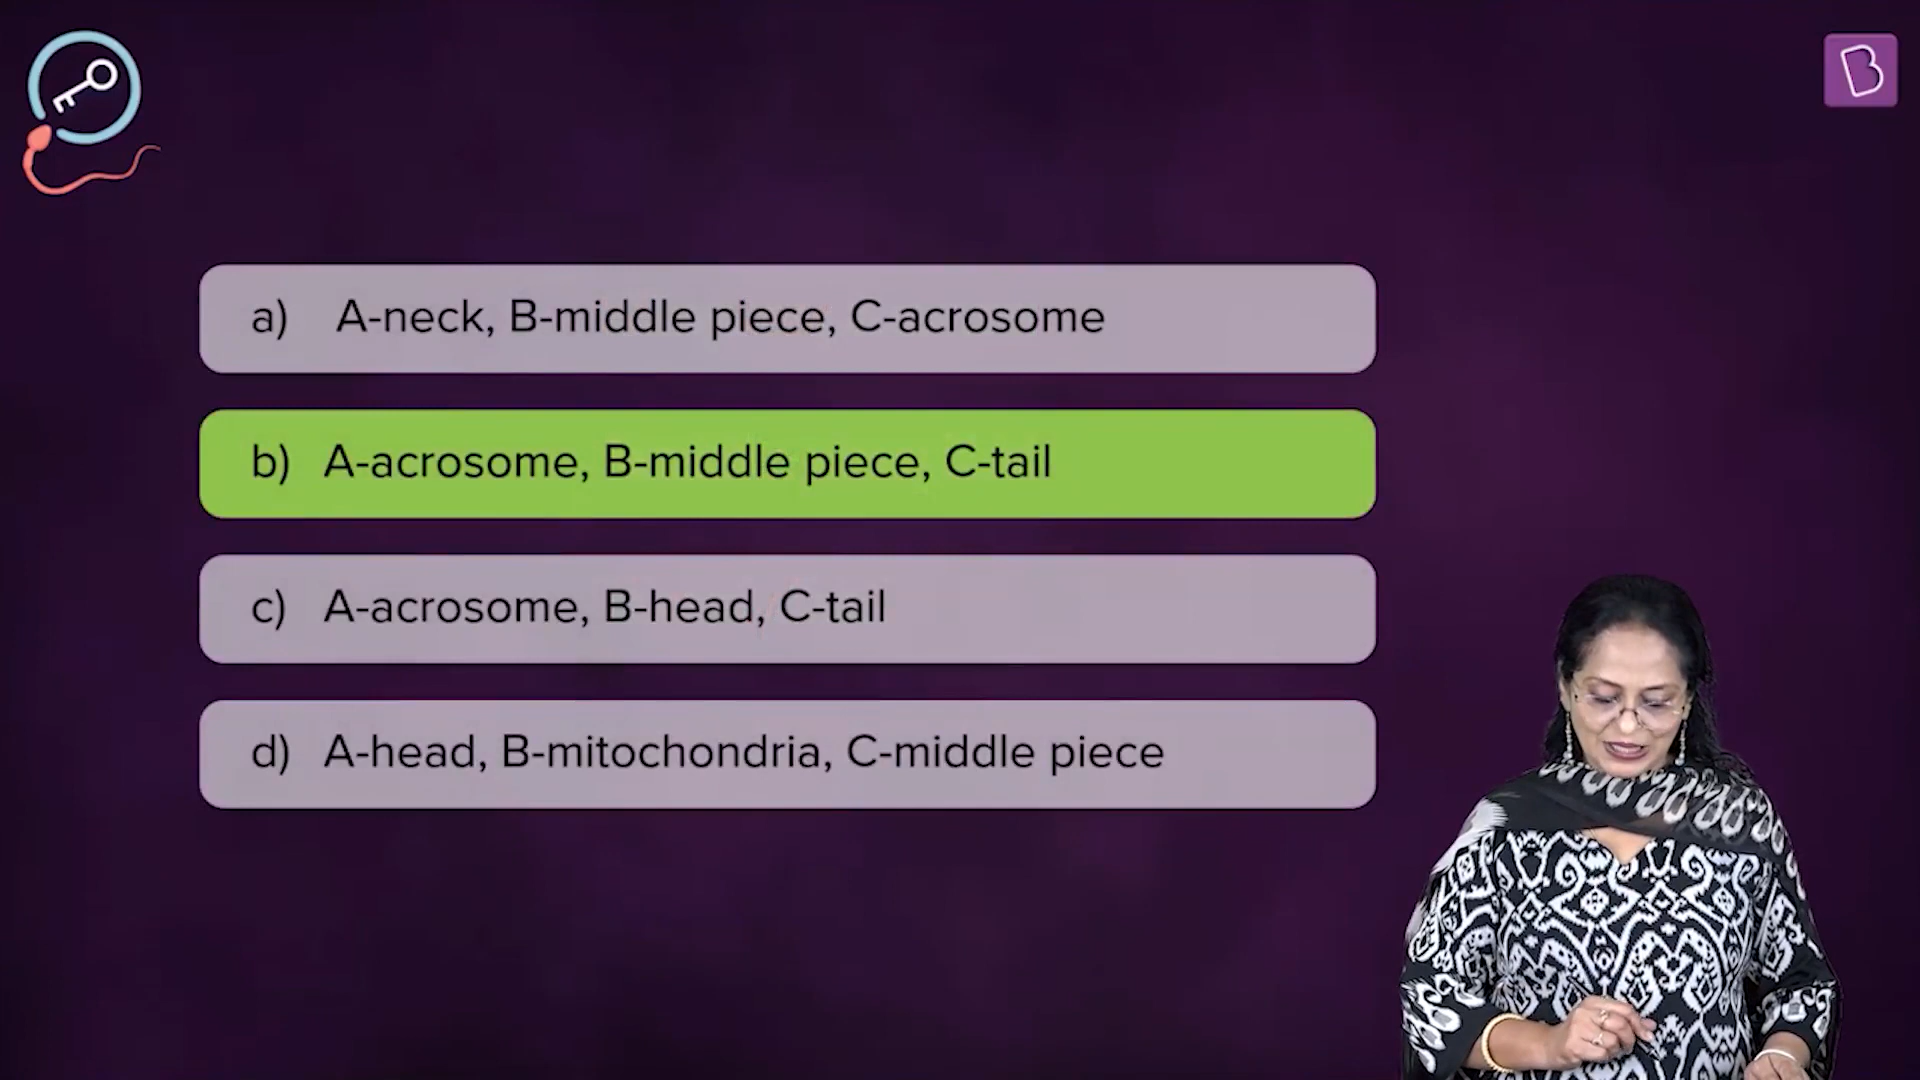 B
a) A-neck, B-middle piece, C-acrosome
b) A-acrosome, B-middle piece, C-tail
c) A-acrosome, B-head, C-tail
d) A-head, B-mitochondria, C-middle piece